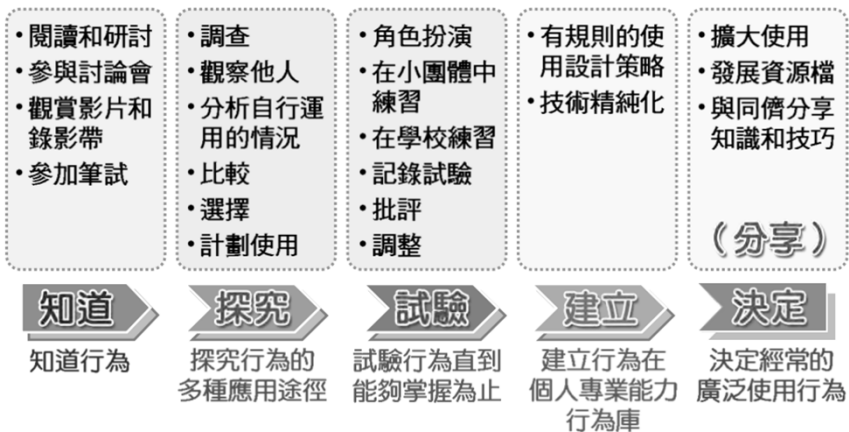 •閱讀和研討
•參與討論會
•觀賞影片和
錄影帶
•參加筆試
•調查
•觀察他人
•分析自行運
用的情況
•比較
•選擇
•計劃使用
•角色扮演
•在小團體中
練習
•在學校練習
•記錄試驗
•批評
•調整
•有規則的使
用設計策略
•技術精純化
•擴大使用
•發展資源檔
•與同儕分享
知識和技巧
（分享）
知道
探究
試驗
建立
決定
知道行為
探究行為的
多種應用途徑
試驗行為直到
能夠掌握為止
建立行為在
個人專業能力
行為庫
決定經常的
廣泛使用行為